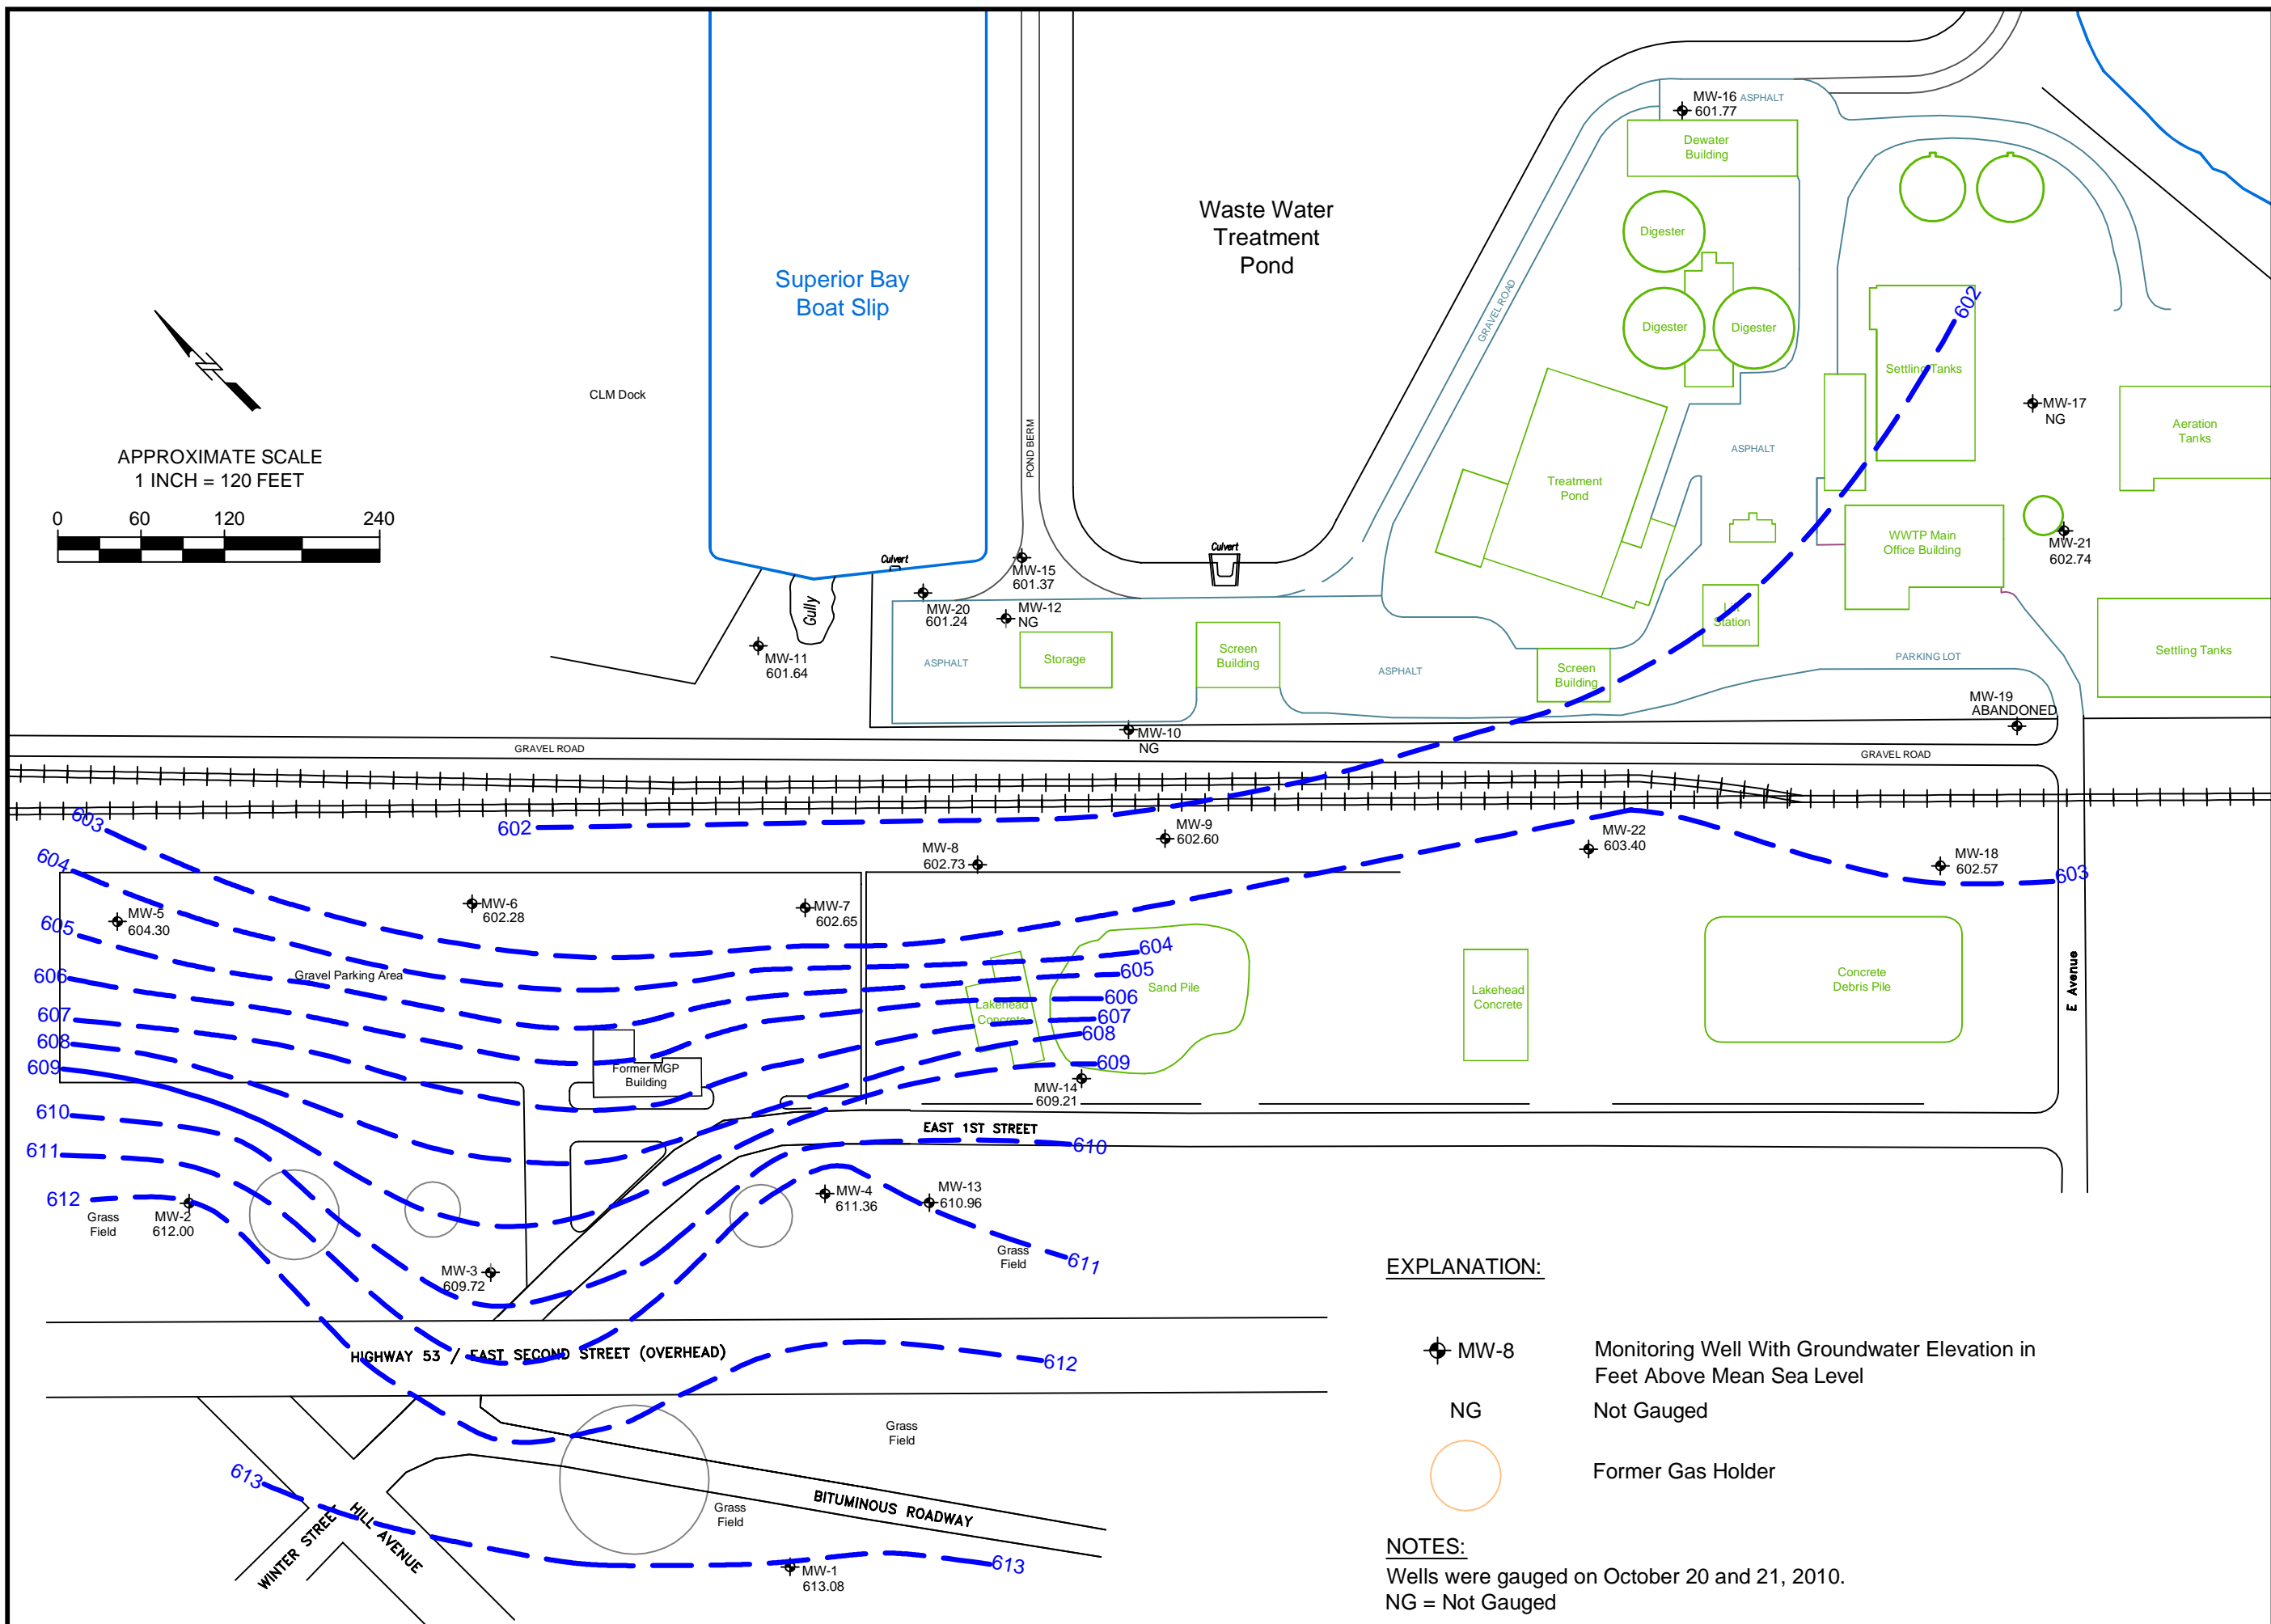 MW-16
601.77
ASPHALT
Dewater
Building
Waste Water
Treatment
Pond
Digester
Superior Bay
Boat Slip
GRAVEL ROAD
602
Digester
Digester
N
Settling Tanks
CLM Dock
MW-17
NG
Aeration
Tanks
POND BERM
ASPHALT
APPROXIMATE SCALE
1 INCH = 120 FEET
Treatment
Pond
0 60 120 240
WWTP Main
Office Building
MW-21
602.74
Culvert
Culvert
MW-15
601.37
Gully
MW-20
601.24
MW-12
NG
Station
MW-11
601.64
ASPHALT
Storage
Screen
Building
ASPHALT
Screen
Building
PARKING LOT
Settling Tanks
MW-19
ABANDONED
MW-10
NG
GRAVEL ROAD
GRAVEL ROAD
603
602
MW-9
602.60
MW-8
602.73
MW-22
603.40
MW-18
602.57
603
604
MW-5
604.30
MW-6
602.28
MW-7
602.65
605
604
605
606
Gravel Parking Area
Sand Pile
606
Lakehead
Concrete
Lakehead
Concrete
Concrete
Debris Pile
E Avenue
607
607
608
608
609
609
Former MGP
Building
MW-14
609.21
610
EAST 1ST STREET
610
611
612
Grass
Field
MW-2
612.00
MW-4
611.36
MW-13
610.96
Grass
Field
611
MW-3
609.72
EXPLANATION:
HIGHWAY 53 / EAST SECOND STREET (OVERHEAD)
612
MW-8
Monitoring Well With Groundwater Elevation in
Feet Above Mean Sea Level
NG
Not Gauged
Grass
Field
Former Gas Holder
613
WINTER STREET
HILL AVENUE
Grass
Field
BITUMINOUS ROADWAY
MW-1
613.08
613
NOTES:
Wells were gauged on October 20 and 21, 2010.
NG = Not Gauged